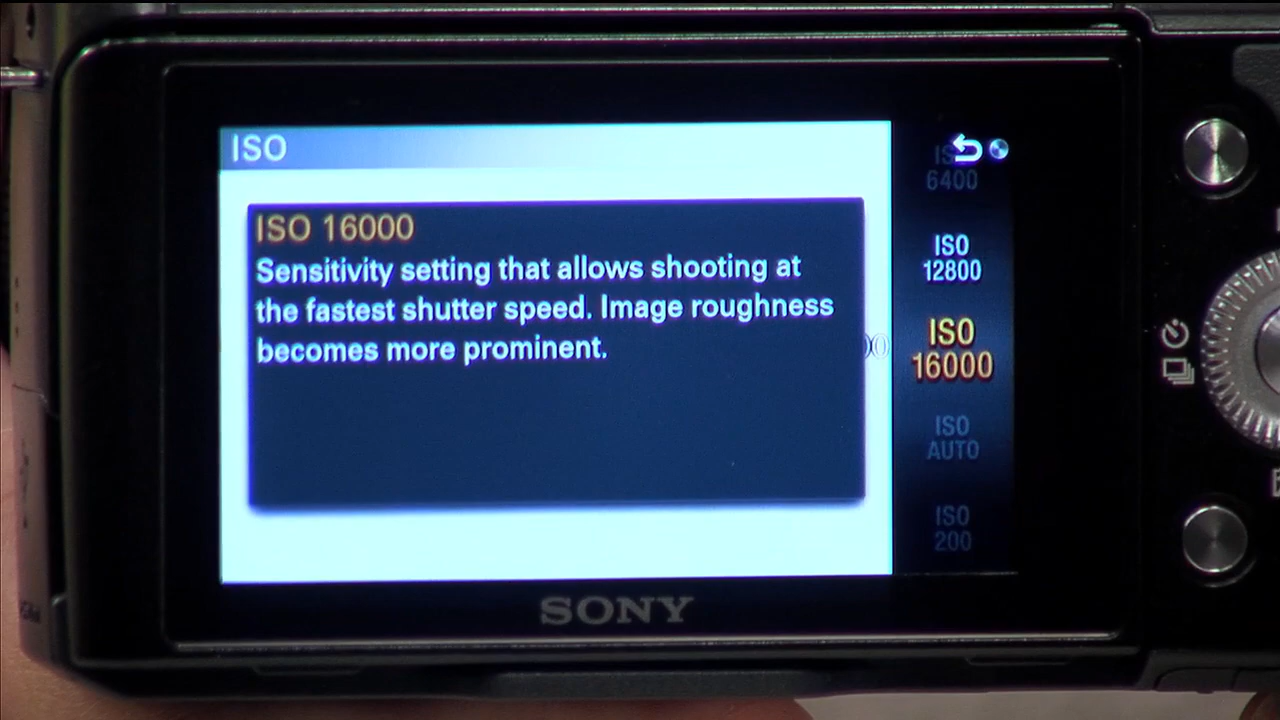 ISO
ISO 16000
Sensitivity setting that allows shooting at
the fastest shutter speed. Image roughness
becomes more prominent.
ISO
6400
ISO
12800
ISO
16000
ISO
AUTO
ISO
200
SONY